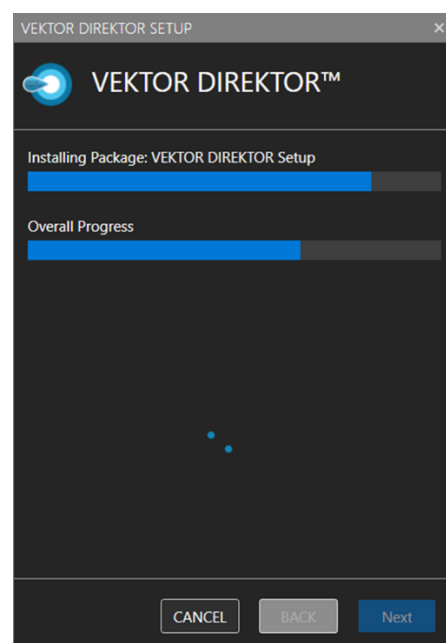 VEKTOR DIREKTOR SETUP
VEKTOR DIREKTOR™
Installing Package: VEKTOR DIREKTOR Setup
Overall Progress
CANCEL BACK Next